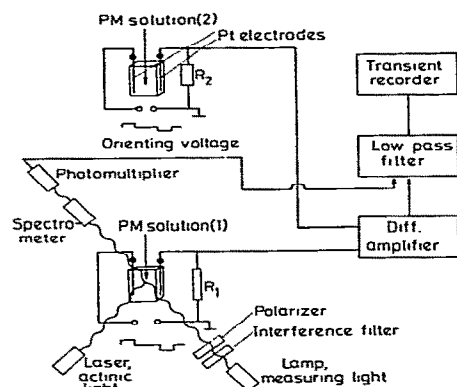 PM solution(2)
Pt electrodes
R2
Orienting voltage
Transient
recorder
Low pass
filter
Diff.
amplifier
Photomultiplier
Spectro-
meter
PM solution(1)
R1
Polarizer
Interference filter
Laser,
actinic
light
Lamp,
measuring light